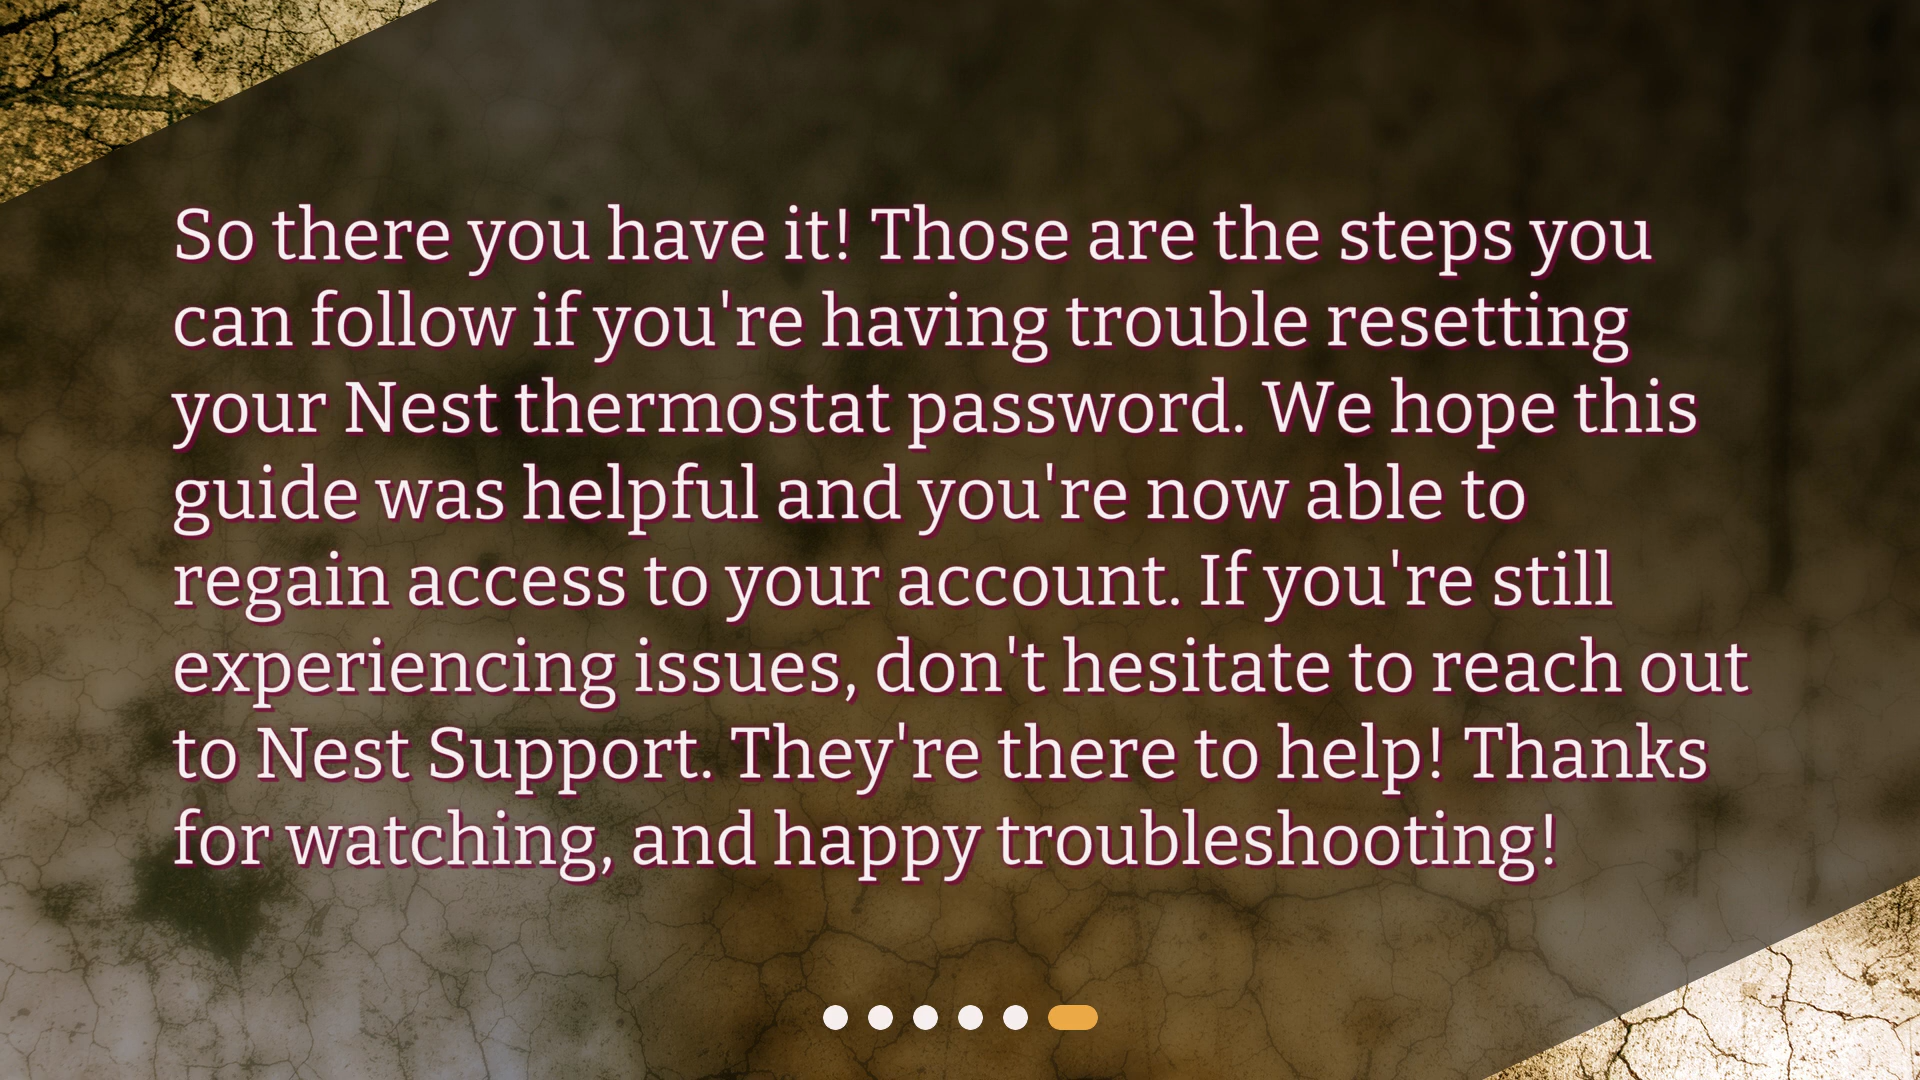 So there you have it! Those are the steps you
can follow if you're having trouble resetting
your Nest thermostat password. We hope this
guide was helpful and you're now able to
regain access to your account. If you're still
experiencing issues, don't hesitate to reach out
to Nest Support. They're there to help! Thanks
for watching, and happy troubleshooting!